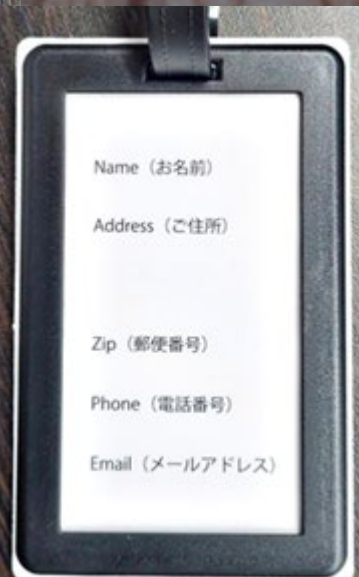 Name（お名前）
Address（ご住所）
Zip（郵便番号）
Phone（電話番号）
Email（メールアドレス）